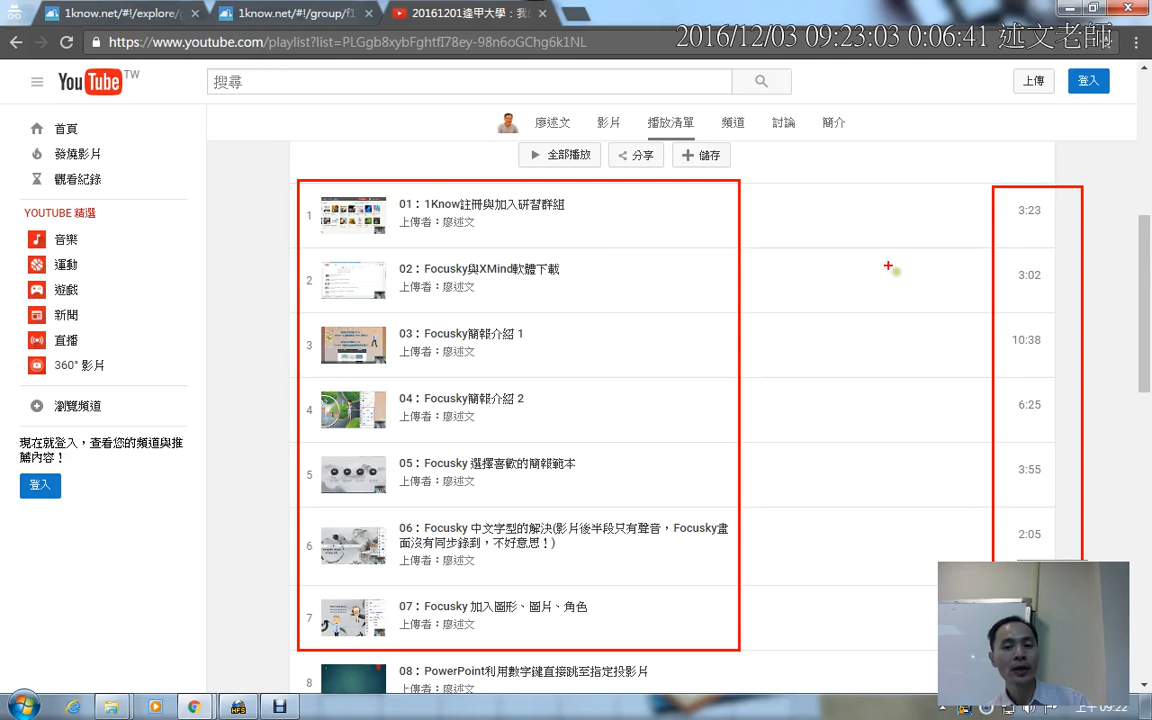 1know.net/#!/explore/
1know.net/#!/group/f1
20161201逢甲大學：我
https://www.youtube.com/playlist?list=PLGgb8xybFghtfI78ey-98n6oGChg6k1NL
2016/12/03 09:23:03 0:06:41 述文老師
YouTube TW
搜尋
上傳
登入
廖述文
影片
播放清單
頻道
討論
簡介
首頁
發燒影片
觀看紀錄
YOUTUBE 精選
音樂
運動
遊戲
新聞
直播
360° 影片
瀏覽頻道
現在就登入，查看您的頻道與推
薦內容！
登入
全部播放
分享
儲存
1
01：1Know註冊與加入研習群組
上傳者：廖述文
3:23
2
02：Focusky與XMind軟體下載
上傳者：廖述文
3:02
3
03：Focusky簡報介紹 1
上傳者：廖述文
10:38
4
04：Focusky簡報介紹 2
上傳者：廖述文
6:25
5
05：Focusky 選擇喜歡的簡報範本
上傳者：廖述文
3:55
6
06：Focusky 中文字型的解決(影片後半段只有聲音，Focusky畫
面沒有同步錄到，不好意思！)
上傳者：廖述文
2:05
7
07：Focusky 加入圖形、圖片、角色
上傳者：廖述文
8
08：PowerPoint利用數字鍵直接跳至指定投影片
上傳者：廖述文
HFS
上午 09:22